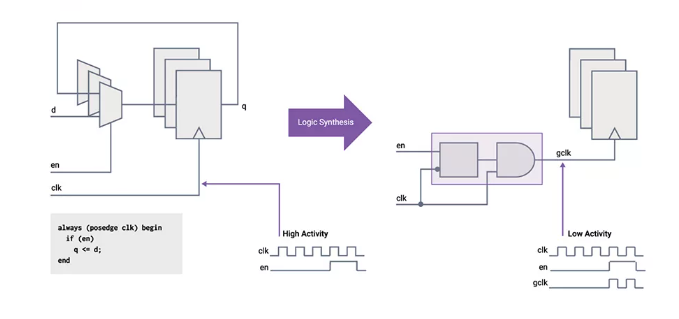 d
q
en
clk
always (posedge clk) begin
if (en)
q <= d;
end
High Activity
clk
en
Logic Synthesis
en
clk
gclk
Low Activity
clk
en
gclk